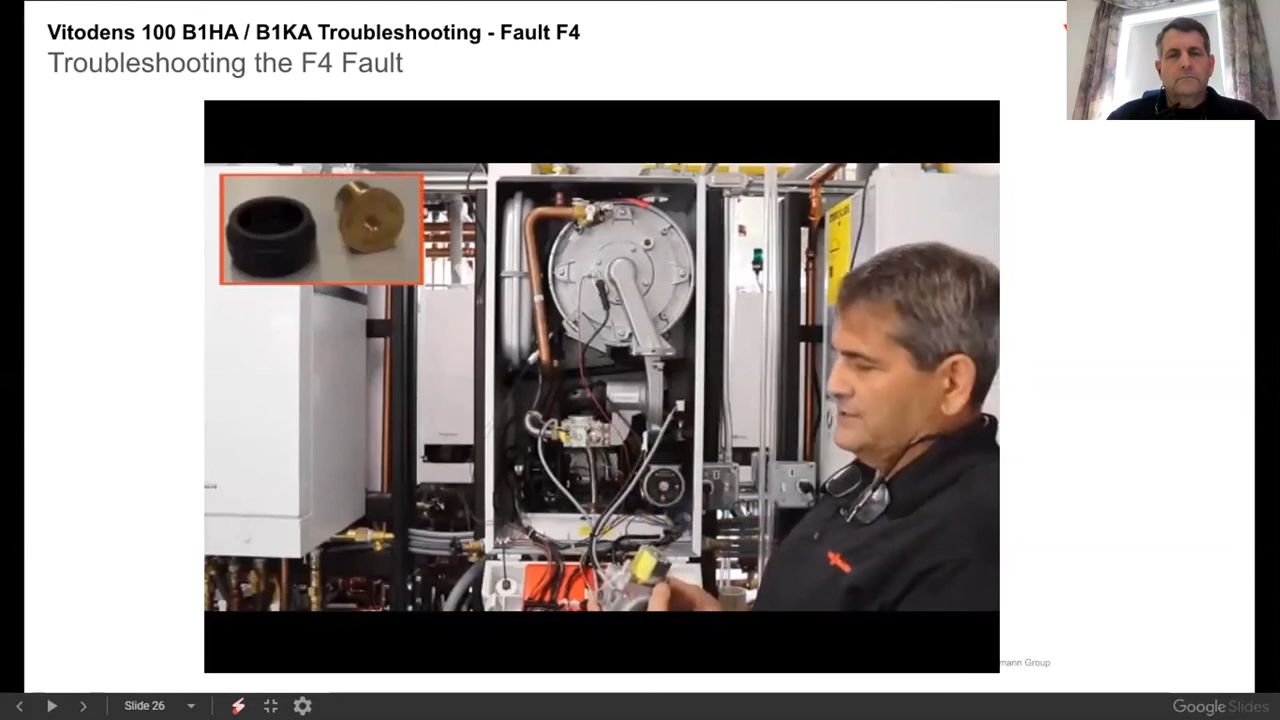 Vitodens 100 B1HA / B1KA Troubleshooting - Fault F4
Troubleshooting the F4 Fault
mann Group
Slide 26
Google Slides